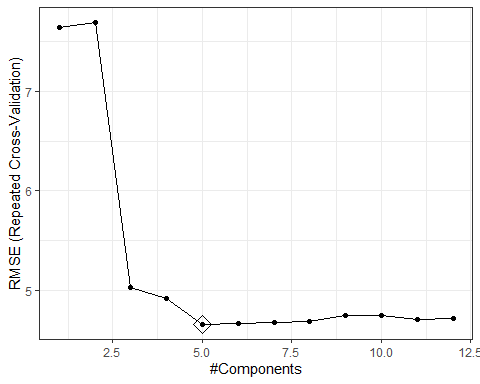 RMSE (Repeated Cross-Validation)
7
6
5
2.5 5.0 7.5 10.0 12.5
#Components